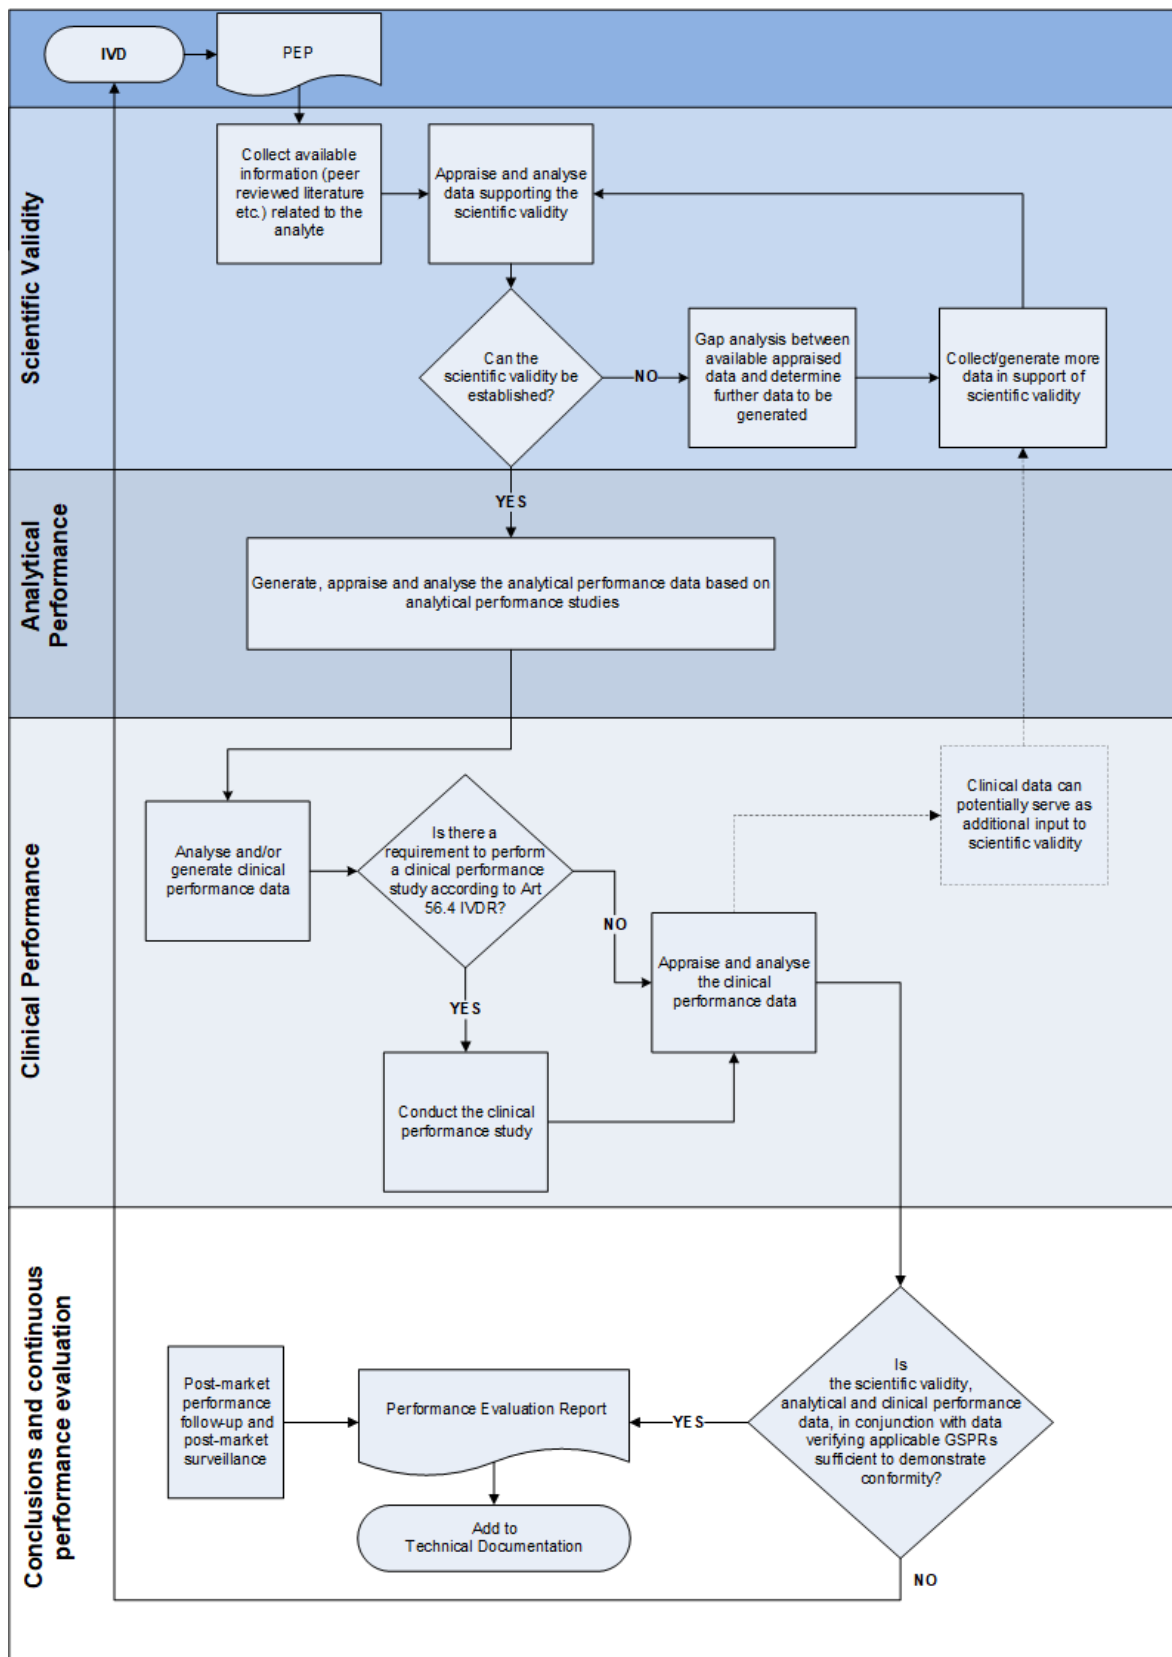 IVD
PEP
Scientific Validity
Collect available
information (peer
reviewed literature
etc.) related to the
analyte
Appraise and analyse
data supporting the
scientific validity
Can the
scientific validity be
established?
NO
Gap analysis between
available appraised
data and determine
further data to be
generated
Collect/generate more
data in support of
scientific validity
YES
Analytical
Performance
Generate, appraise and analyse the analytical performance data based on
analytical performance studies
Clinical Performance
Analyse and/or
generate clinical
performance data
Is there a
requirement to perform
a clinical performance
study according to Art
56.4 IVDR?
NO
YES
Conduct the clinical
performance study
Appraise and analyse
the clinical
performance data
Clinical data can
potentially serve as
additional input to
scientific validity
Conclusions and continuous
performance evaluation
Post-market
performance
follow-up and
post-market
surveillance
Performance Evaluation Report
YES
Is
the scientific validity,
analytical and clinical performance
data, in conjunction with data
verifying applicable GSPRs
sufficient to demonstrate
conformity?
Add to
Technical Documentation
NO